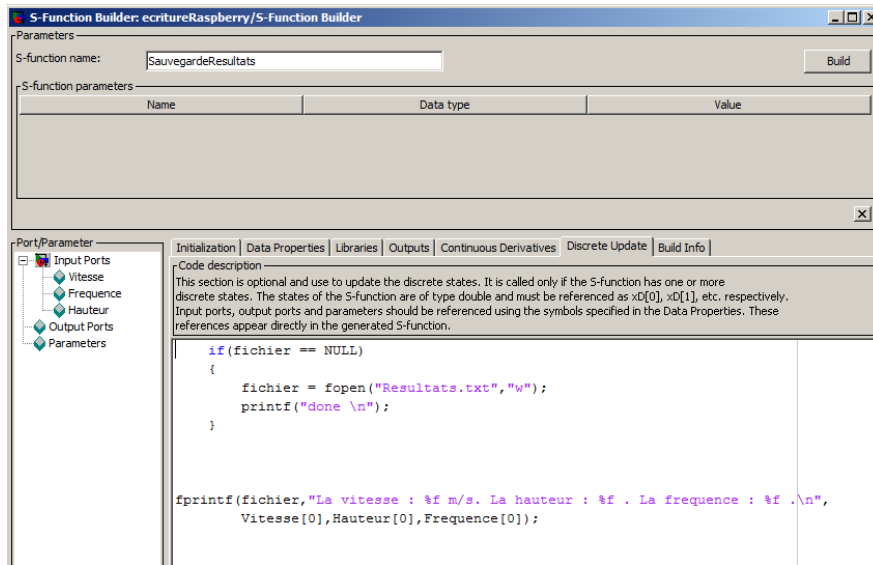 S-Function Builder: ecritureRaspberry/S-Function Builder
Parameters
S-function name: SauvegardeResultats Build
S-function parameters
Name Data type Value
Port/Parameter
Input Ports
Vitesse
Frequence
Hauteur
Output Ports
Parameters
Initialization Data Properties Libraries Outputs Continuous Derivatives Discrete Update Build Info
Code description
This section is optional and use to update the discrete states. It is called only if the S-function has one or more
discrete states. The states of the S-function are of type double and must be referenced as xD[0], xD[1], etc. respectively.
Input ports, output ports and parameters should be referenced using the symbols specified in the Data Properties. These
references appear directly in the generated S-function.
if(fichier == NULL)
{
fichier = fopen("Resultats.txt","w");
printf("done \n");
}
fprintf(fichier,"La vitesse : %f m/s. La hauteur : %f . La frequence : %f .\n",
Vitesse[0],Hauteur[0],Frequence[0]);